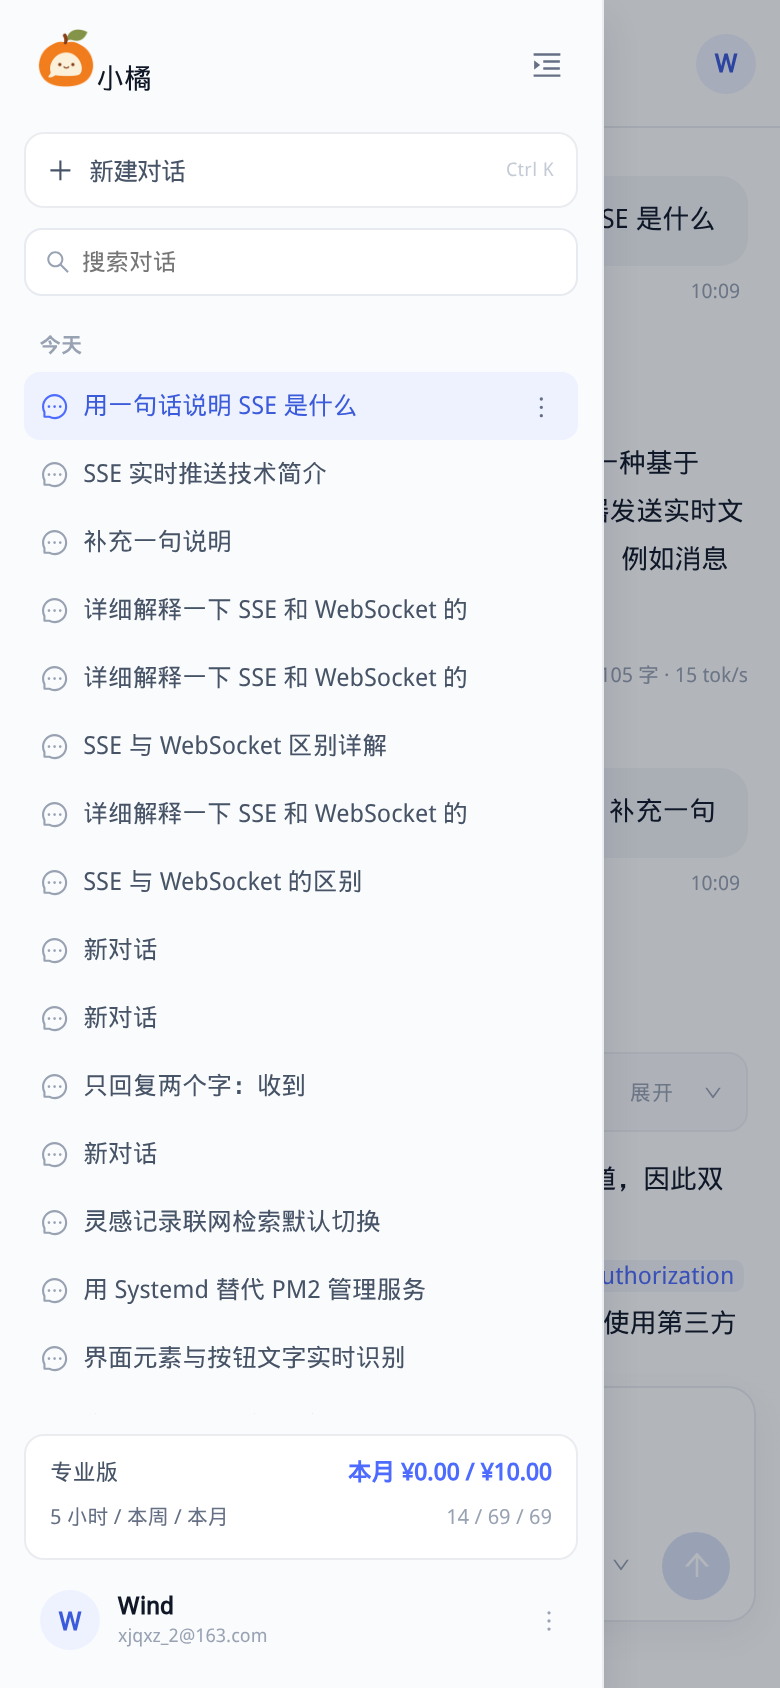 小橘
新建对话 Ctrl K
搜索对话
今天
用一句话说明 SSE 是什么
SSE 实时推送技术简介
补充一句说明
详细解释一下 SSE 和 WebSocket 的
详细解释一下 SSE 和 WebSocket 的
SSE 与 WebSocket 区别详解
详细解释一下 SSE 和 WebSocket 的
SSE 与 WebSocket 的区别
新对话
新对话
只回复两个字：收到
新对话
灵感记录联网检索默认切换
用 Systemd 替代 PM2 管理服务
界面元素与按钮文字实时识别
专业版 本月 ¥0.00 / ¥10.00
5 小时 / 本周 / 本月 14 / 69 / 69
W Wind
xjqxz_2@163.com
W
SSE 是什么
10:09
一种基于
发送实时文
例如消息
105 字 · 15 tok/s
补充一句
10:09
展开
道，因此双
uthorization
使用第三方